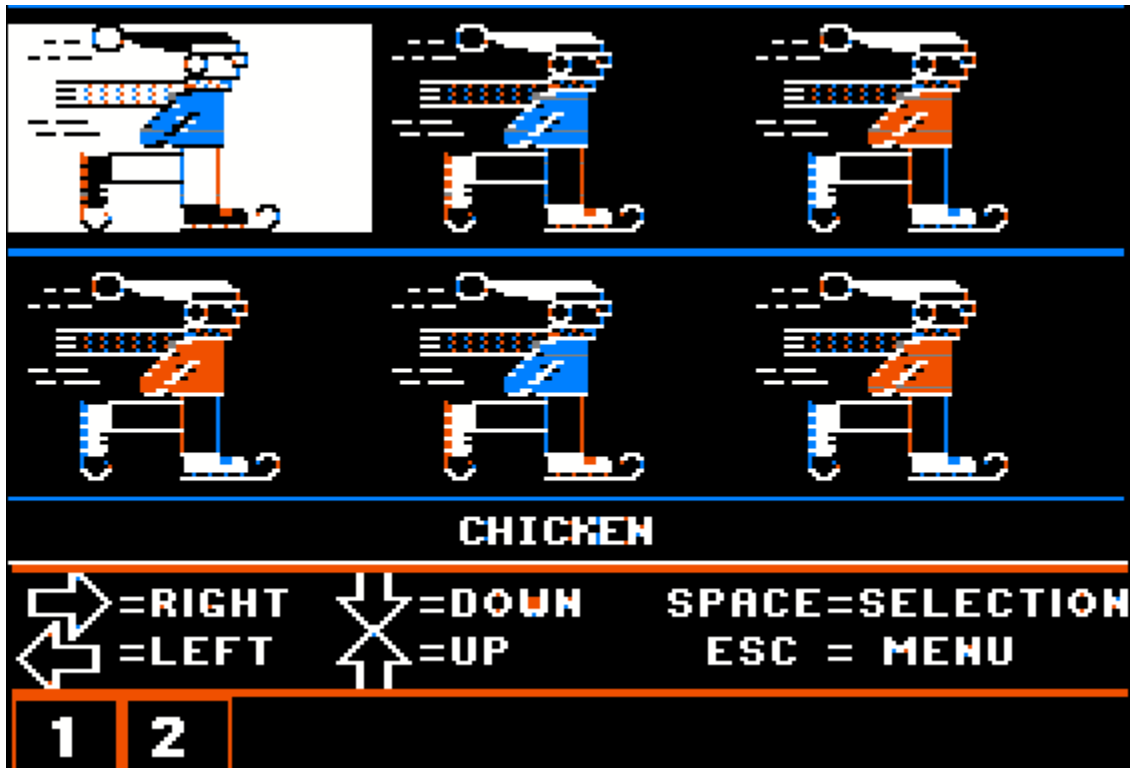 CHICKEN
=RIGHT =DOWN SPACE=SELECTION
=LEFT =UP ESC = MENU
1 2